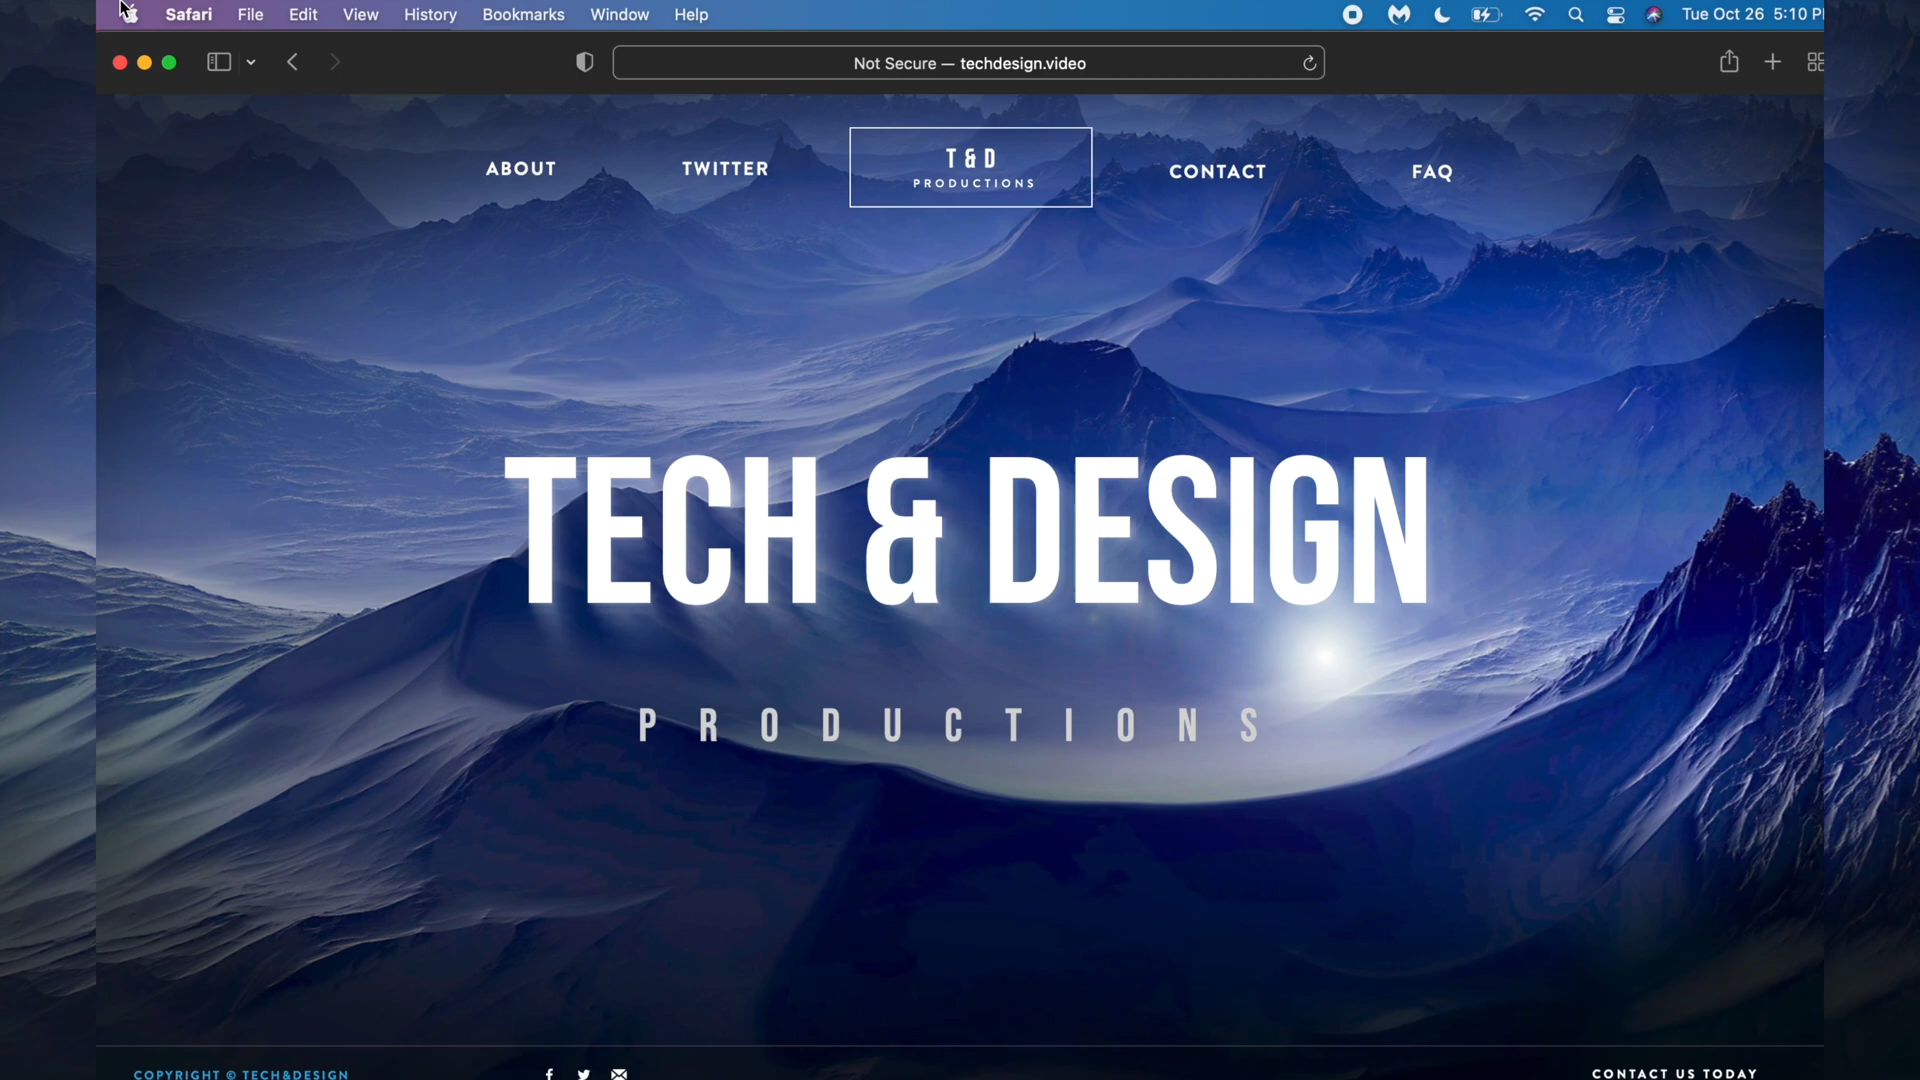 Safari File Edit View History Bookmarks Window Help Tue Oct 26 5:10 P
Not Secure — techdesign.video
ABOUT TWITTER T&D CONTACT FAQ
PRODUCTIONS
TECH & DESIGN
PRODUCTIONS
COPYRIGHT © TECH&DESIGN CONTACT US TODAY